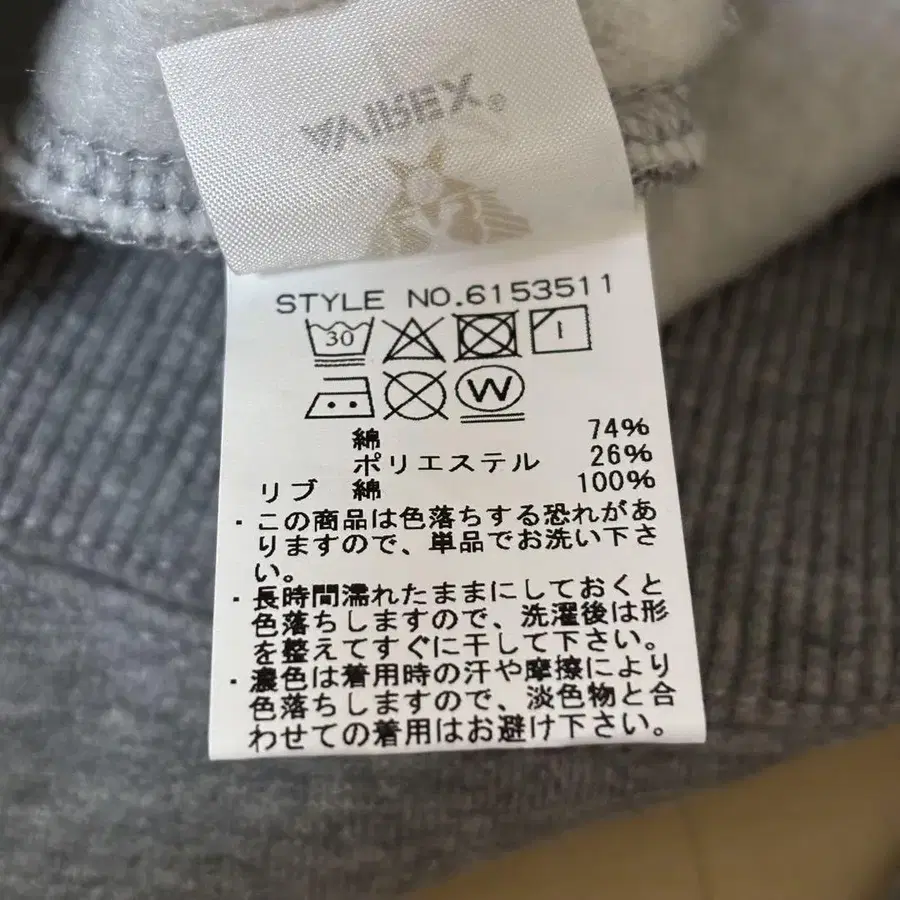 AVIREX®
STYLE NO.6153511
30
W
綿 74%
ポリエステル 26%
リブ 綿 100%
・この商品は色落ちする恐れがあ
りますので、単品でお洗い下さ
い。
・長時間濡れたままにしておくと
色落ちしますので、洗濯後は形
を整えてすぐに干して下さい。
・濃色は着用時の汗や摩擦により
色落ちしますので、淡色物と合
わせての着用はお避け下さい。